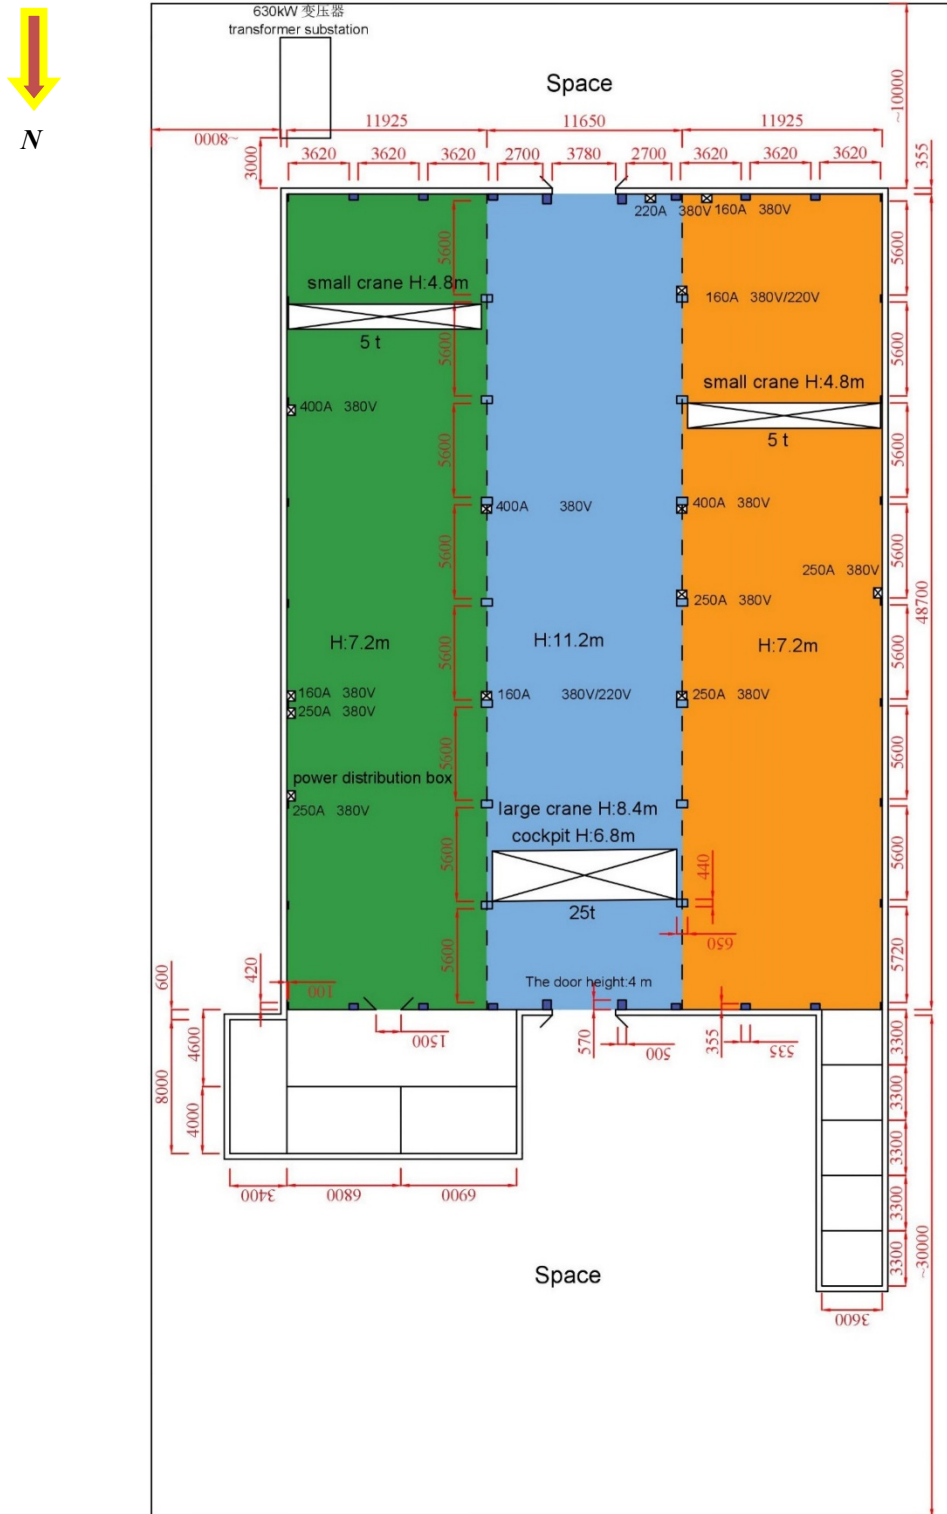 630kW 变压器
transformer substation
N
Space
~8000
3000
11925 11650 11925
~10000
3620 3620 3620 2700 3780 2700 3620 3620 3620
355
220A 380V 160A 380V
5600
5600
160A 380V/220V
small crane H:4.8m
5 t
5600
5600
small crane H:4.8m
5 t
400A 380V
5600
5600
400A 380V
400A 380V
5600
5600
250A 380V
250A 380V
48700
H:7.2m
H:11.2m
H:7.2m
5600
5600
160A 380V
160A 380V/220V
250A 380V
250A 380V
5600
5600
power distribution box
250A 380V
large crane H:8.4m
cockpit H:6.8m
25t
5600
5600
440
650
5600
5720
The door height:4 m
600
420
100
1500
570
500
355
535
8000
4600
4000
3400
6800
6900
3300
3300
3300
3300
3300
~30000
Space
3600